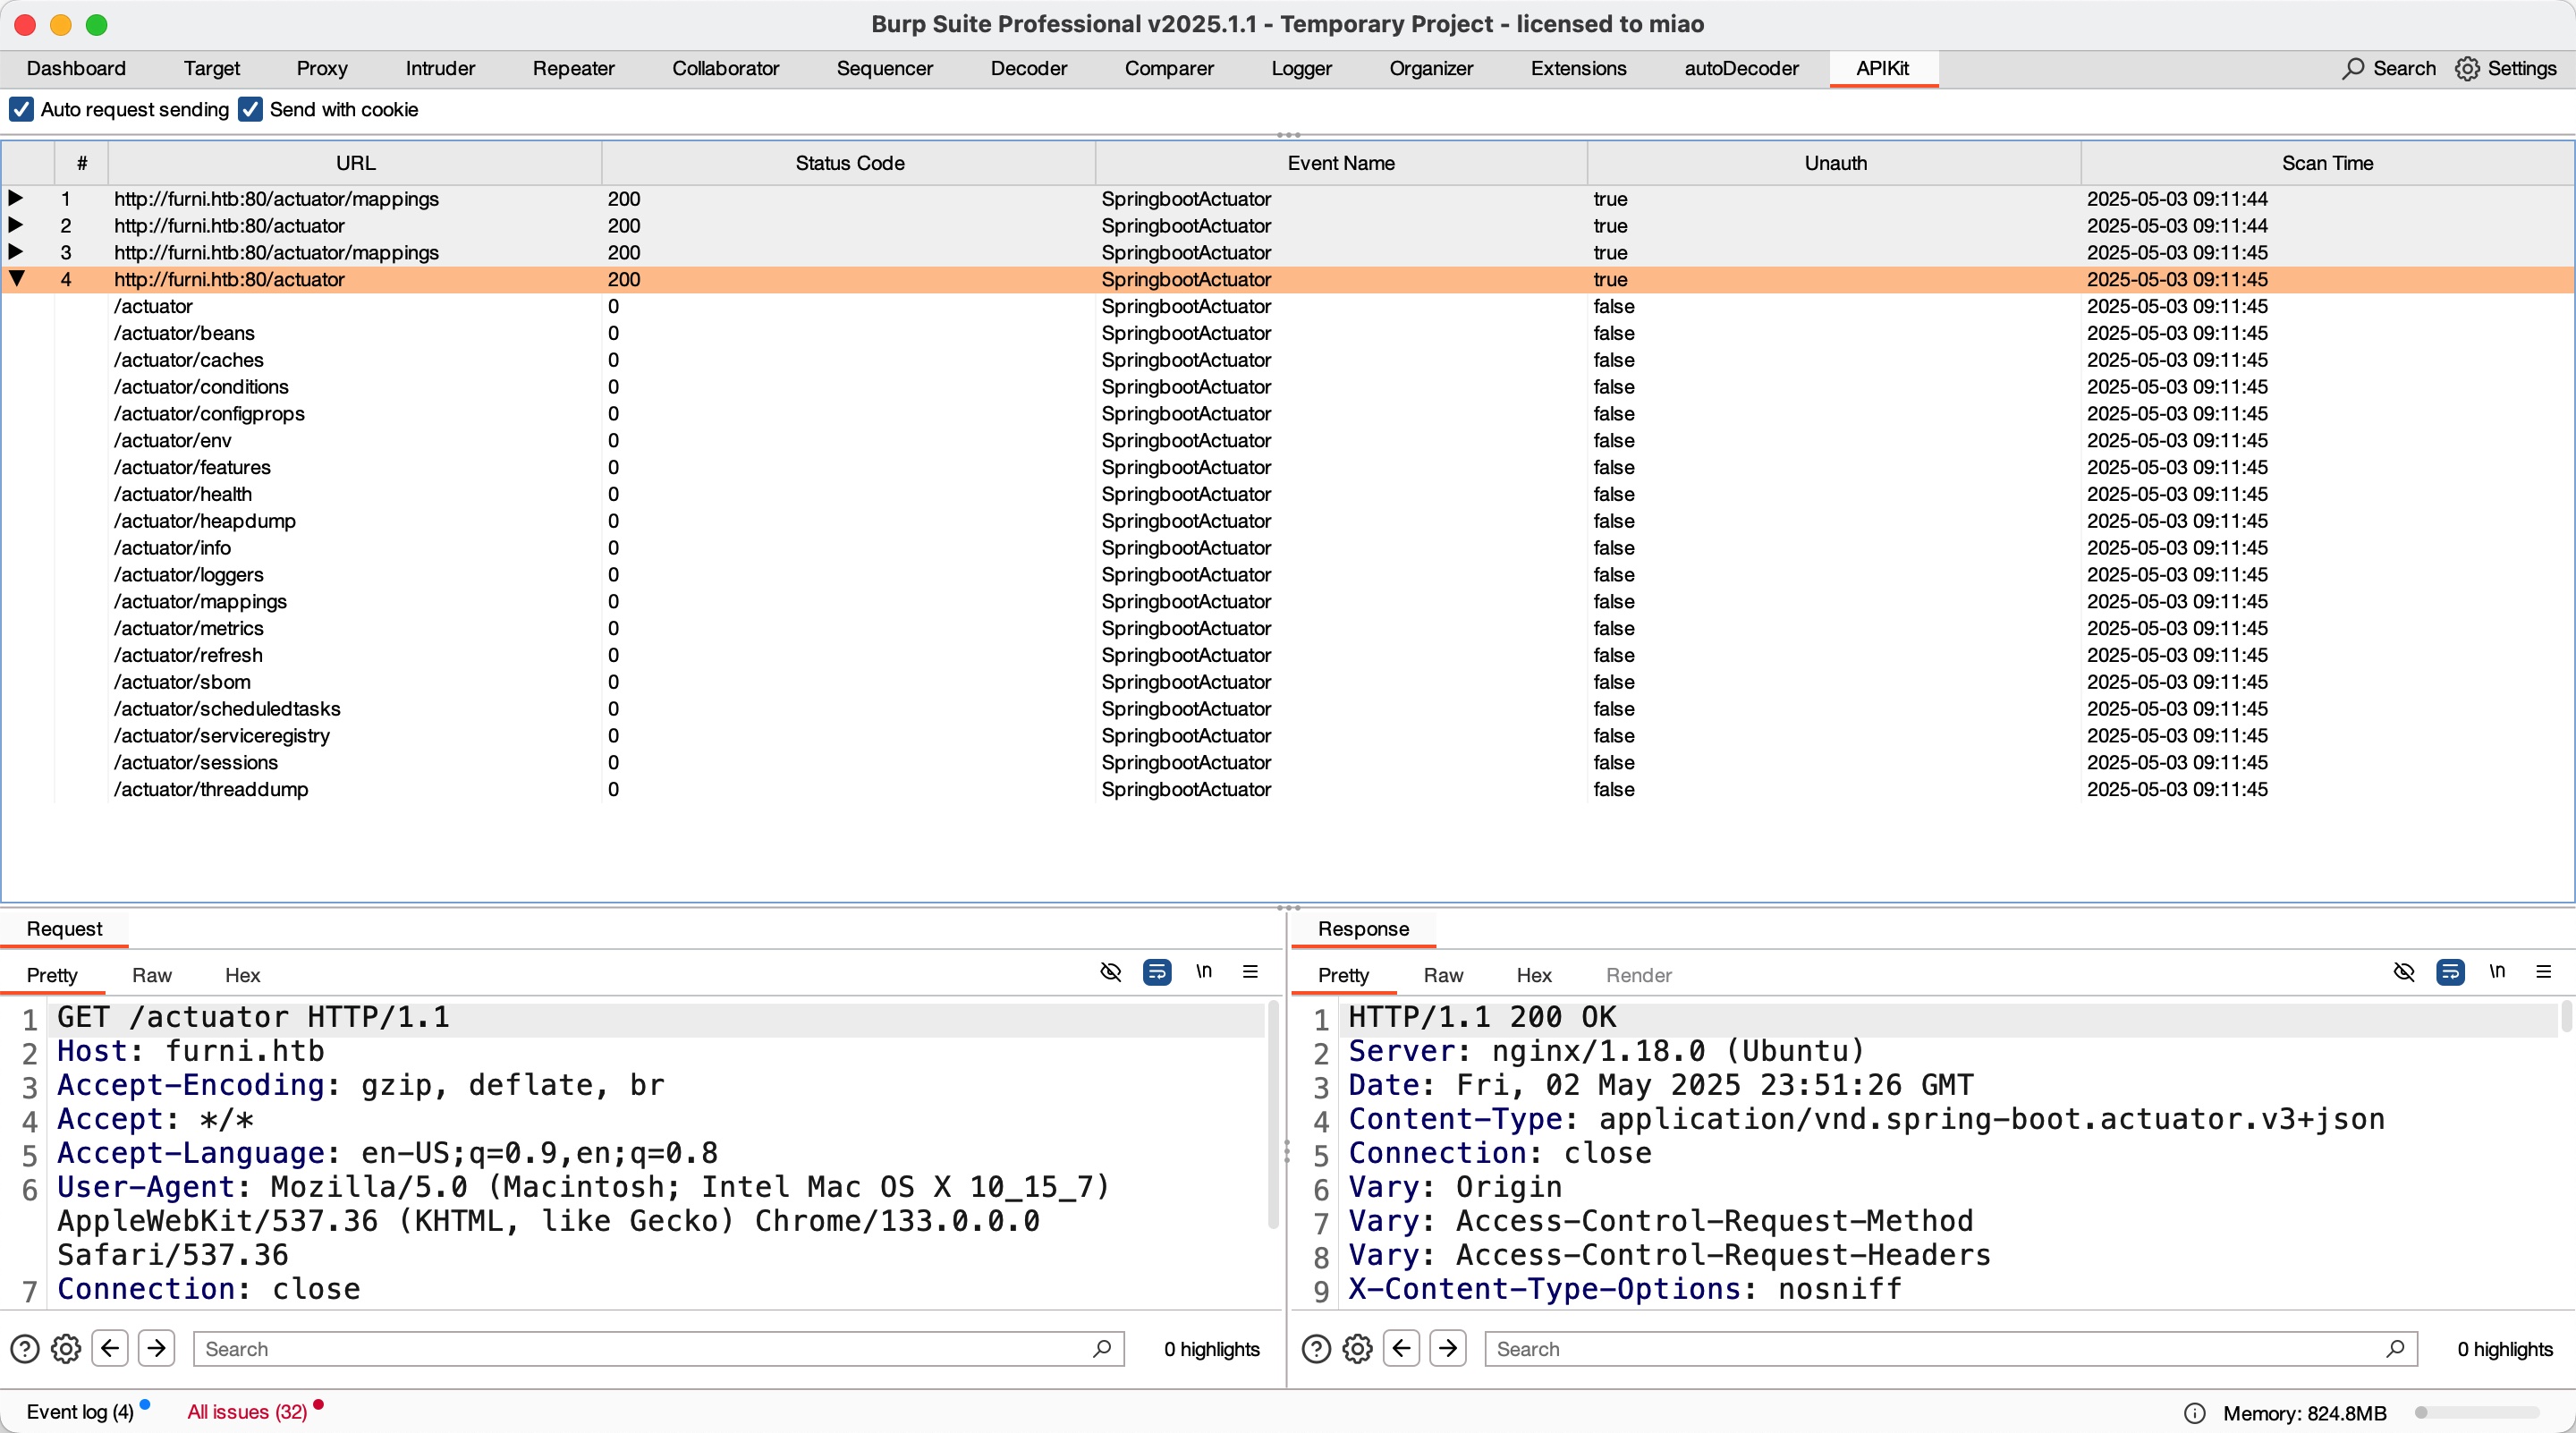 Burp Suite Professional v2025.1.1 - Temporary Project - licensed to miao
Dashboard Target Proxy Intruder Repeater Collaborator Sequencer Decoder Comparer Logger Organizer Extensions autoDecoder APIKit Search Settings
Auto request sending Send with cookie
# URL Status Code Event Name Unauth Scan Time
1 http://furni.htb:80/actuator/mappings 200 SpringbootActuator true 2025-05-03 09:11:44
2 http://furni.htb:80/actuator 200 SpringbootActuator true 2025-05-03 09:11:44
3 http://furni.htb:80/actuator/mappings 200 SpringbootActuator true 2025-05-03 09:11:45
4 http://furni.htb:80/actuator 200 SpringbootActuator true 2025-05-03 09:11:45
/actuator 0 SpringbootActuator false 2025-05-03 09:11:45
/actuator/beans 0 SpringbootActuator false 2025-05-03 09:11:45
/actuator/caches 0 SpringbootActuator false 2025-05-03 09:11:45
/actuator/conditions 0 SpringbootActuator false 2025-05-03 09:11:45
/actuator/configprops 0 SpringbootActuator false 2025-05-03 09:11:45
/actuator/env 0 SpringbootActuator false 2025-05-03 09:11:45
/actuator/features 0 SpringbootActuator false 2025-05-03 09:11:45
/actuator/health 0 SpringbootActuator false 2025-05-03 09:11:45
/actuator/heapdump 0 SpringbootActuator false 2025-05-03 09:11:45
/actuator/info 0 SpringbootActuator false 2025-05-03 09:11:45
/actuator/loggers 0 SpringbootActuator false 2025-05-03 09:11:45
/actuator/mappings 0 SpringbootActuator false 2025-05-03 09:11:45
/actuator/metrics 0 SpringbootActuator false 2025-05-03 09:11:45
/actuator/refresh 0 SpringbootActuator false 2025-05-03 09:11:45
/actuator/sbom 0 SpringbootActuator false 2025-05-03 09:11:45
/actuator/scheduledtasks 0 SpringbootActuator false 2025-05-03 09:11:45
/actuator/serviceregistry 0 SpringbootActuator false 2025-05-03 09:11:45
/actuator/sessions 0 SpringbootActuator false 2025-05-03 09:11:45
/actuator/threaddump 0 SpringbootActuator false 2025-05-03 09:11:45
Request
Pretty Raw Hex \n
1 GET /actuator HTTP/1.1
2 Host: furni.htb
3 Accept-Encoding: gzip, deflate, br
4 Accept: */*
5 Accept-Language: en-US;q=0.9,en;q=0.8
6 User-Agent: Mozilla/5.0 (Macintosh; Intel Mac OS X 10_15_7)
AppleWebKit/537.36 (KHTML, like Gecko) Chrome/133.0.0.0
Safari/537.36
7 Connection: close
Search 0 highlights
Response
Pretty Raw Hex Render \n
1 HTTP/1.1 200 OK
2 Server: nginx/1.18.0 (Ubuntu)
3 Date: Fri, 02 May 2025 23:51:26 GMT
4 Content-Type: application/vnd.spring-boot.actuator.v3+json
5 Connection: close
6 Vary: Origin
7 Vary: Access-Control-Request-Method
8 Vary: Access-Control-Request-Headers
9 X-Content-Type-Options: nosniff
Search 0 highlights
Event log (4) All issues (32) Memory: 824.8MB